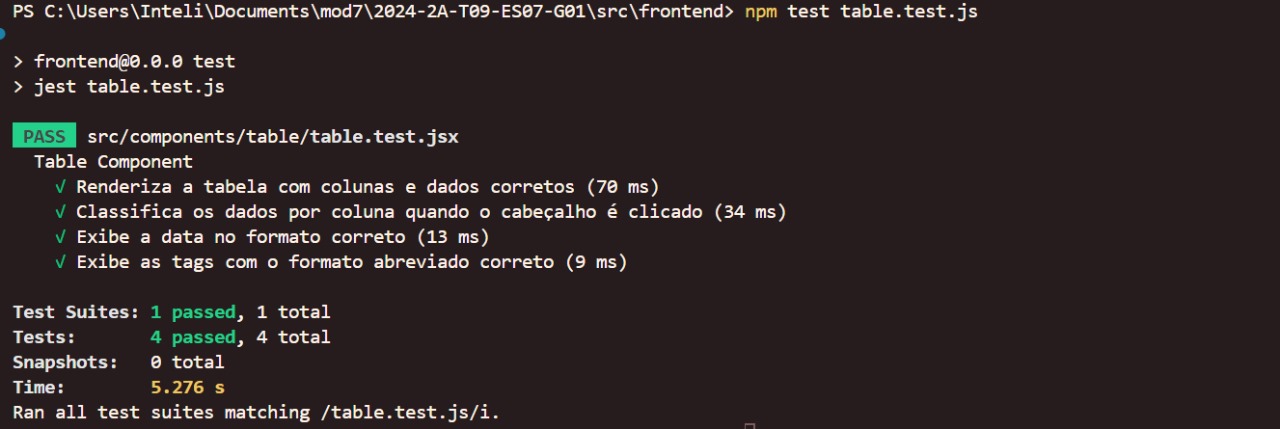 PS C:\Users\Inteli\Documents\mod7\2024-2A-T09-ES07-G01\src\frontend> npm test table.test.js
> frontend@0.0.0 test
> jest table.test.js
PASS src/components/table/table.test.jsx
Table Component
√ Renderiza a tabela com colunas e dados corretos (70 ms)
√ Classifica os dados por coluna quando o cabeçalho é clicado (34 ms)
√ Exibe a data no formato correto (13 ms)
√ Exibe as tags com o formato abreviado correto (9 ms)
Test Suites: 1 passed, 1 total
Tests: 4 passed, 4 total
Snapshots: 0 total
Time: 5.276 s
Ran all test suites matching /table.test.js/i.